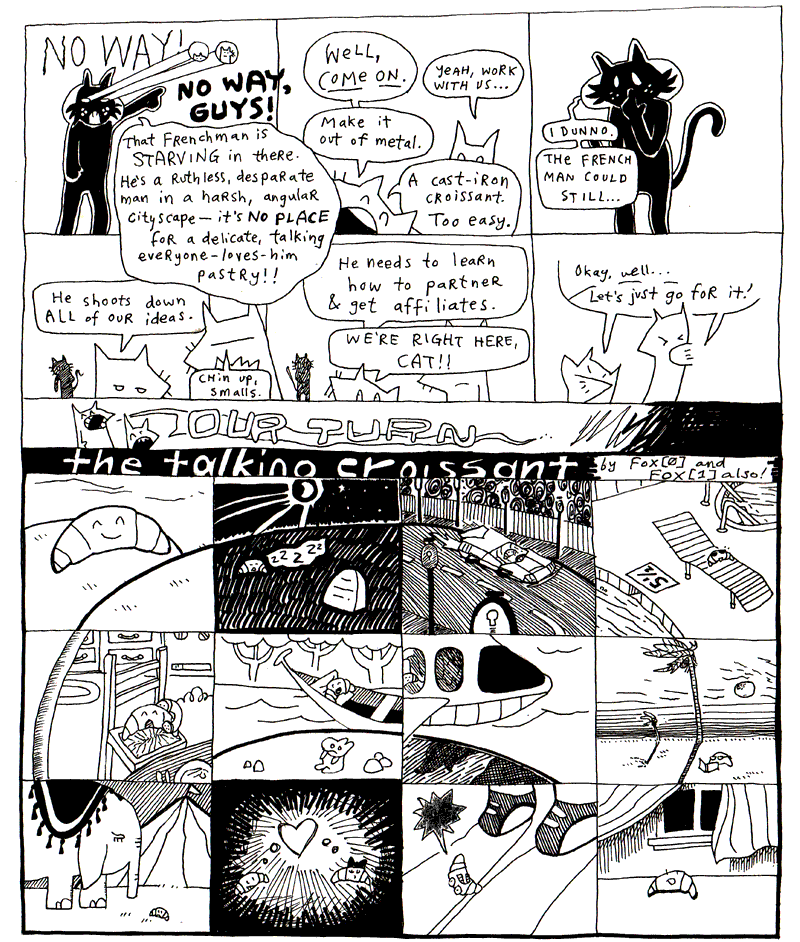 NO WAY!
NO WAY,
GUYS!
That Frenchman is
STARVING in there.
He's a ruthless, desparate
man in a harsh, angular
cityscape — it's NO PLACE
for a delicate, talking
everyone-loves-him
pastry!!
Well,
come on.
Yeah, work
with us...
Make it
out of metal.
A cast-iron
croissant.
Too easy.
I DUNNO.
THE FRENCH
MAN COULD
STILL...
He shoots down
ALL of our ideas.
Chin up,
smalls.
He needs to learn
how to partner
& get affiliates.
WE'RE RIGHT HERE,
CAT!!
Okay, well...
Let's just go for it!
OUR TURN
the talking croissant
by Fox[0] and
Fox[1] also!
zzzzz